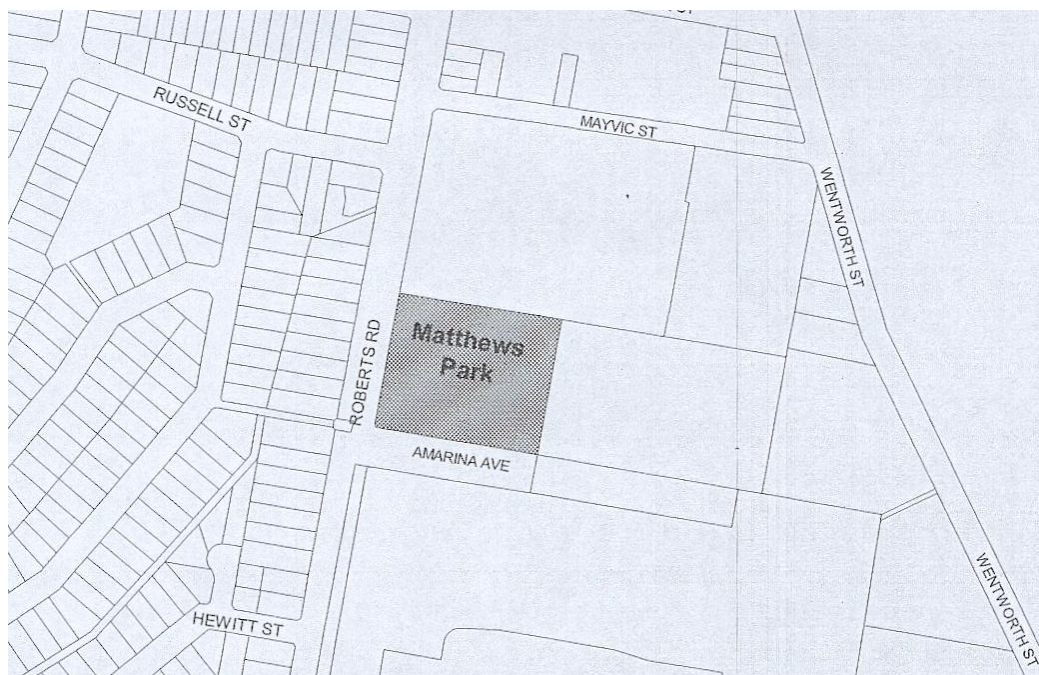 RUSSELL ST
MAYVIC ST
WENTWORTH ST
ROBERTS RD
Matthews
Park
AMARINA AVE
WENTWORTH ST
HEWITT ST